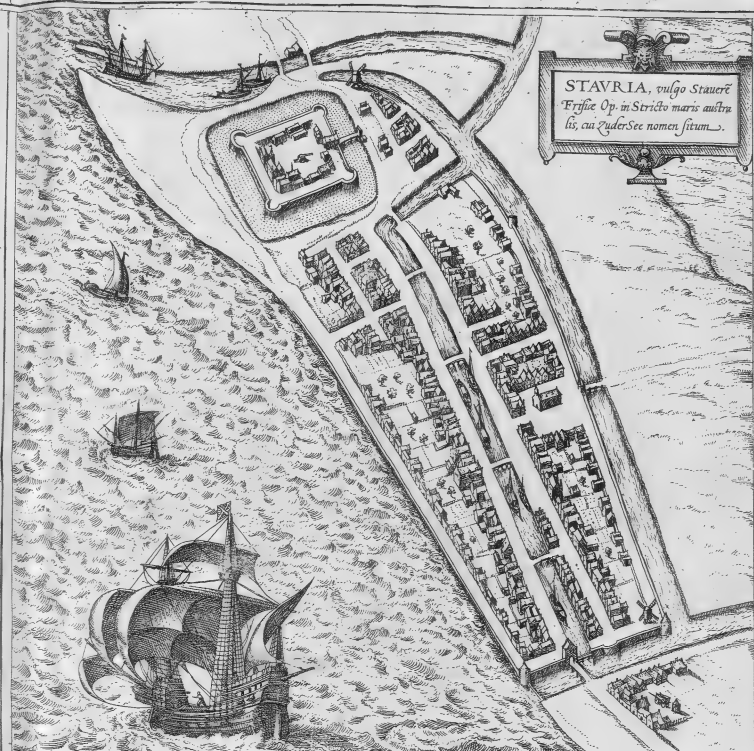 STAVRIA, vulgo Stauerē
Frisiæ Op. in Stricto maris austra
lis, cui ZuderSee nomen situm.